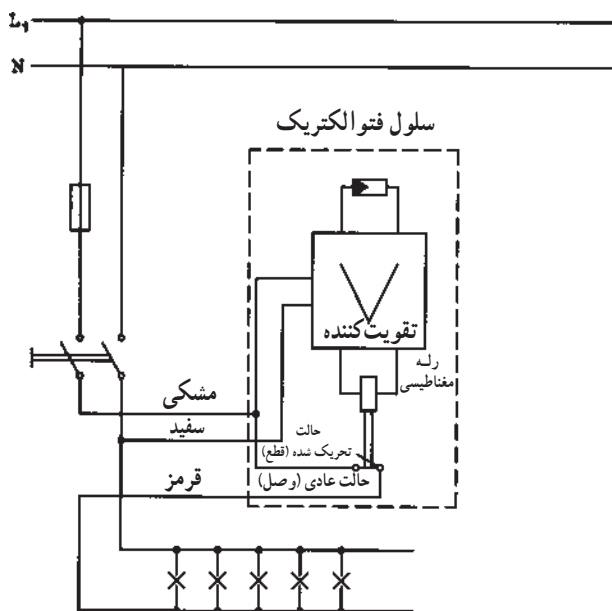 L₁
N
سلول فتوالکتریک
تقویت‌کننده
رله
مغناطیسی
مشکی
سفید
حالت
تحریک شده (قطع)
حالت عادی (وصل)
قرمز